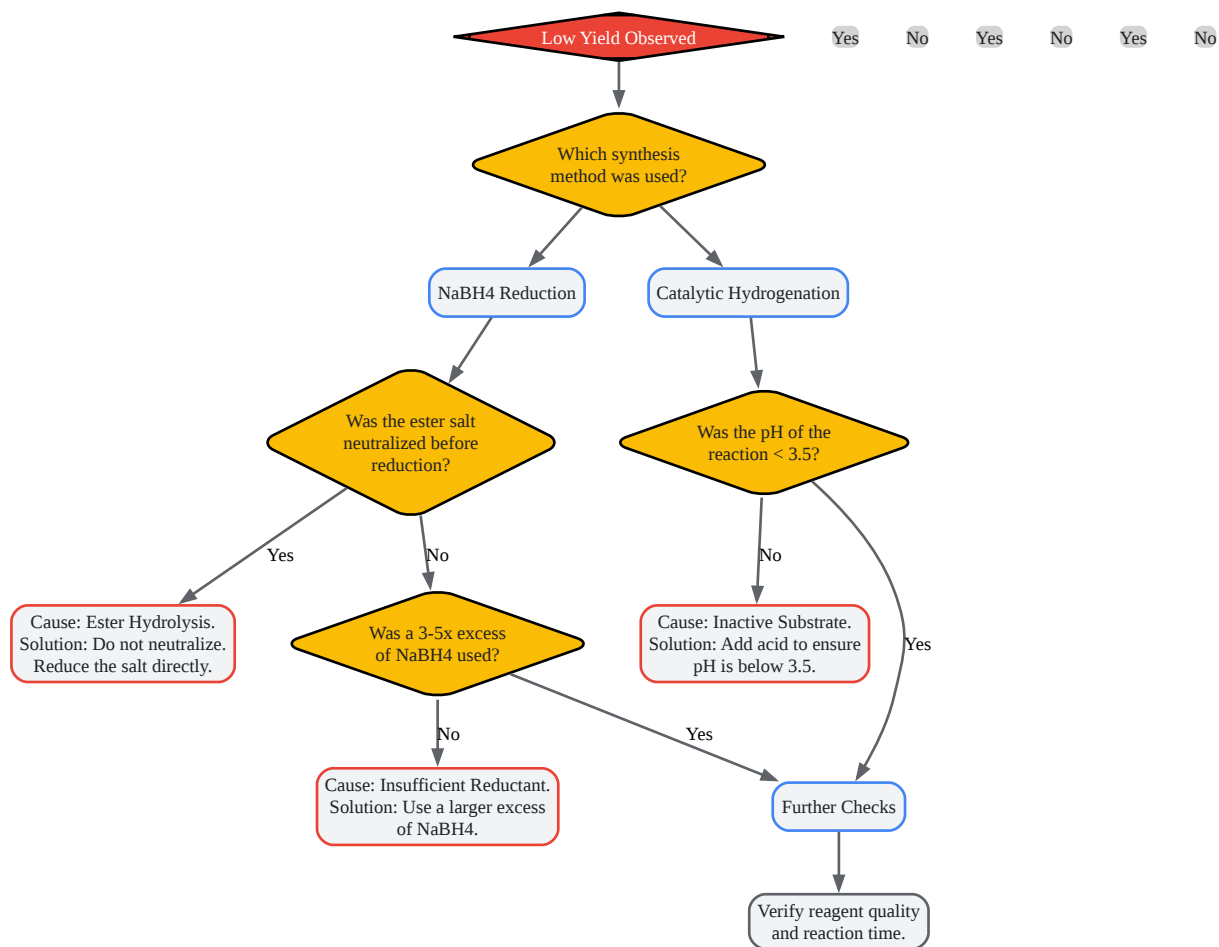 Low Yield Observed
Yes
No
Yes
No
Yes
No
Which synthesis
method was used?
NaBH4 Reduction
Catalytic Hydrogenation
Was the ester salt
neutralized before
reduction?
Was the pH of the
reaction < 3.5?
Yes
No
No
Yes
Cause: Ester Hydrolysis.
Solution: Do not neutralize.
Reduce the salt directly.
Was a 3-5x excess
of NaBH4 used?
Cause: Inactive Substrate.
Solution: Add acid to ensure
pH is below 3.5.
No
Yes
Cause: Insufficient Reductant.
Solution: Use a larger excess
of NaBH4.
Further Checks
Verify reagent quality
and reaction time.